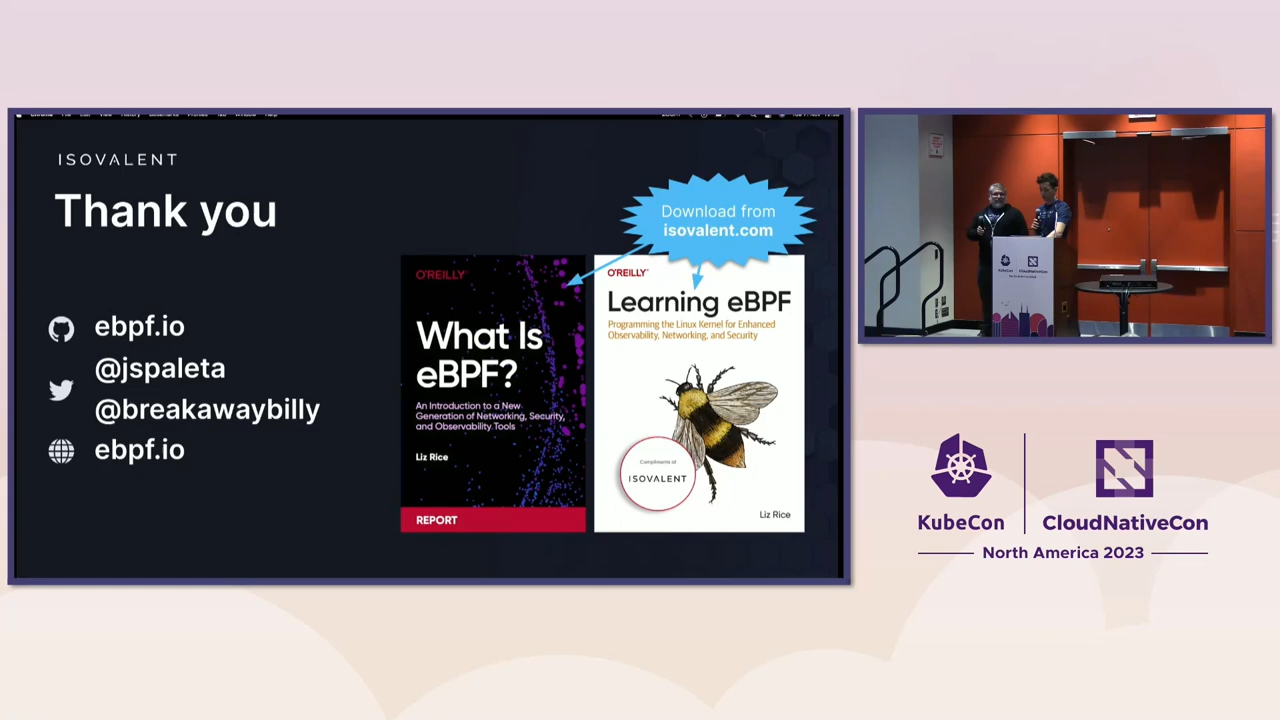 ISOVALENT
Thank you
ebpf.io
@jspaleta
@breakawaybilly
ebpf.io
Download from
isovalent.com
O'REILLY
What Is
eBPF?
An Introduction to a New
Generation of Networking, Security,
and Observability Tools
Liz Rice
REPORT
O'REILLY
Learning eBPF
Programming the Linux Kernel for Enhanced
Observability, Networking, and Security
Compliments of
ISOVALENT
Liz Rice
KubeCon
CloudNativeCon
KubeCon
CloudNativeCon
North America 2023